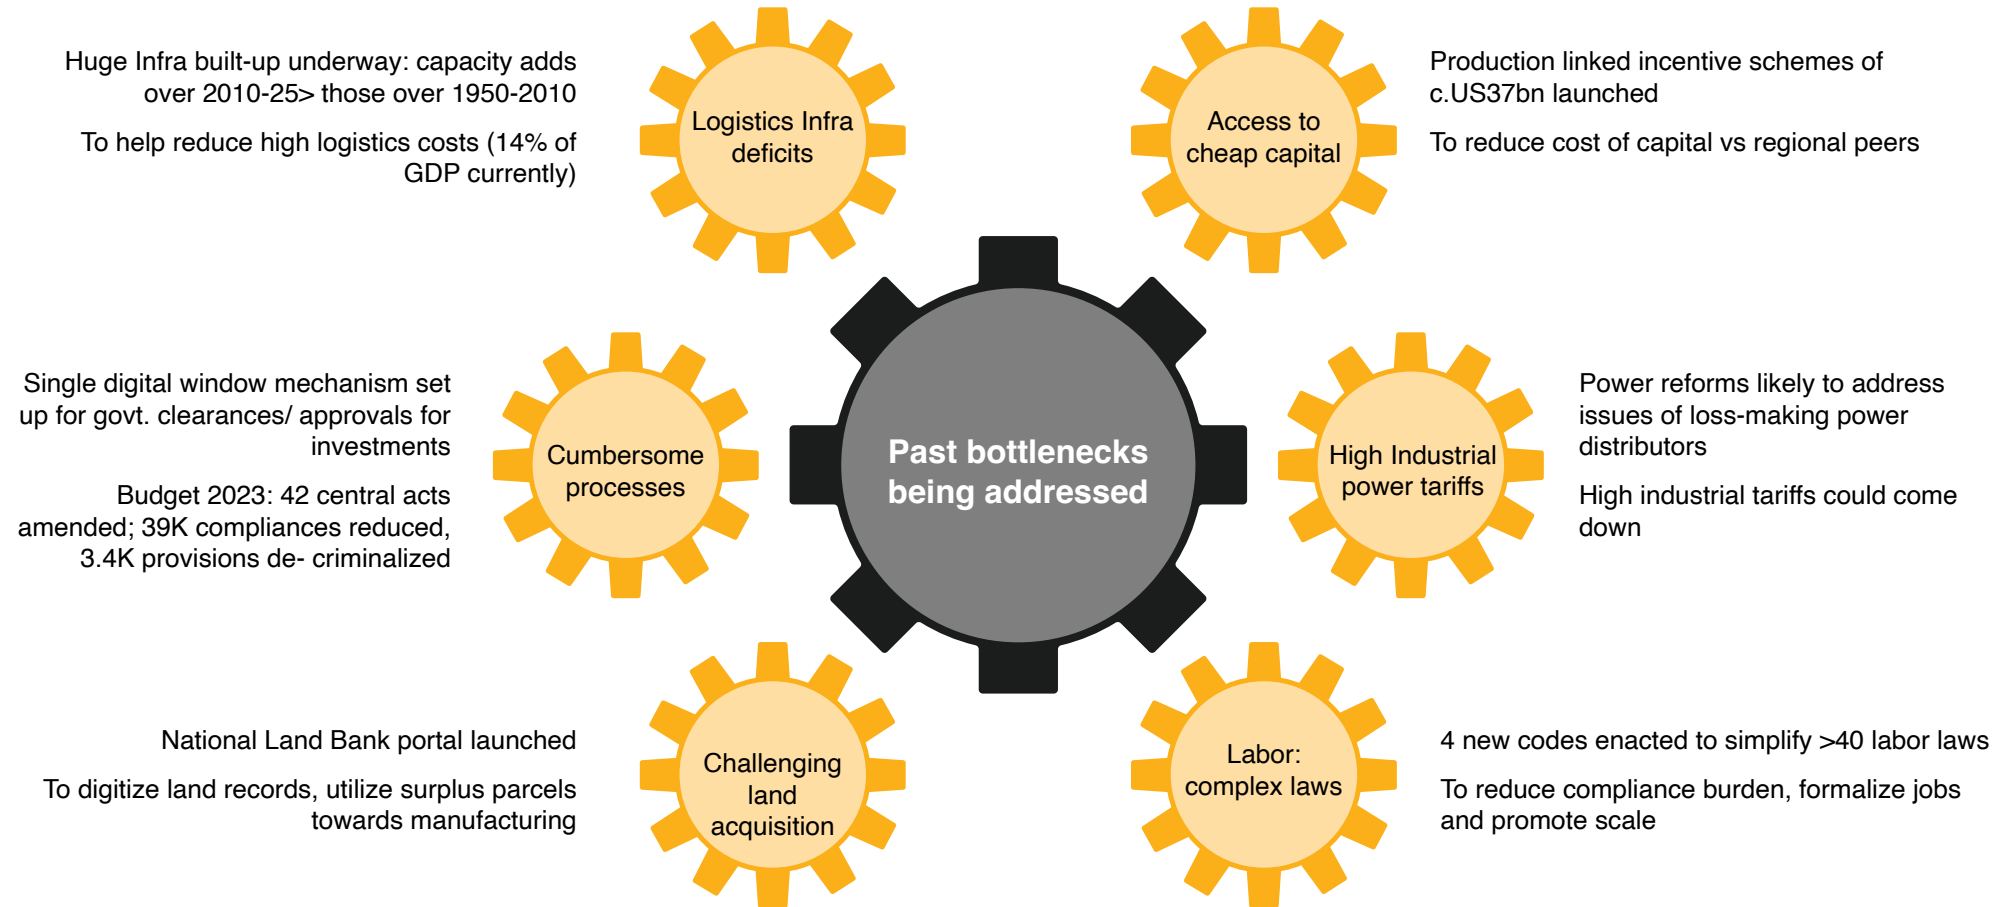 Huge Infra built-up underway: capacity adds
over 2010-25> those over 1950-2010
To help reduce high logistics costs (14% of
GDP currently)
Logistics Infra
deficits
Access to
cheap capital
Production linked incentive schemes of
c.US37bn launched
To reduce cost of capital vs regional peers
Single digital window mechanism set
up for govt. clearances/ approvals for
investments
Budget 2023: 42 central acts
amended; 39K compliances reduced,
3.4K provisions de- criminalized
Cumbersome
processes
Past bottlenecks
being addressed
High Industrial
power tariffs
Power reforms likely to address
issues of loss-making power
distributors
High industrial tariffs could come
down
National Land Bank portal launched
To digitize land records, utilize surplus parcels
towards manufacturing
Challenging
land
acquisition
Labor:
complex laws
4 new codes enacted to simplify >40 labor laws
To reduce compliance burden, formalize jobs
and promote scale